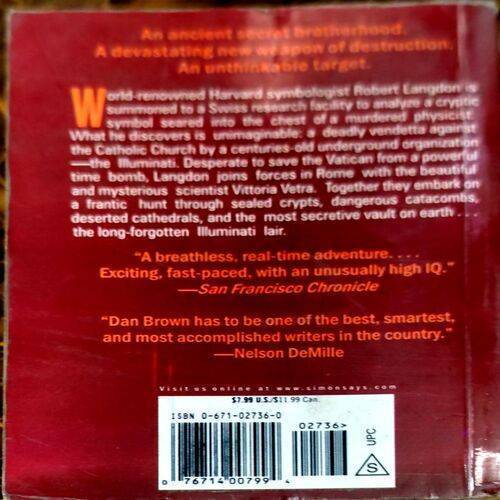 An ancient secret brotherhood.
A devastating new weapon of destruction.
An unthinkable target.
World-renowned Harvard symbologist Robert Langdon is
summoned to a Swiss research facility to analyze a cryptic
symbol seared into the chest of a murdered physicist.
What he discovers is unimaginable: a deadly vendetta against
the Catholic Church by a centuries-old underground organization
—the Illuminati. Desperate to save the Vatican from a powerful
time bomb, Langdon joins forces in Rome with the beautiful
and mysterious scientist Vittoria Vetra. Together they embark on
a frantic hunt through sealed crypts, dangerous catacombs,
deserted cathedrals, and the most secretive vault on earth . . .
the long-forgotten Illuminati lair.
"A breathless, real-time adventure. . . .
Exciting, fast-paced, with an unusually high IQ."
—San Francisco Chronicle
"Dan Brown has to be one of the best, smartest,
and most accomplished writers in the country."
—Nelson DeMille
Visit us online at www.simonsays.com
$7.99 U.S./$11.99 Can.
ISBN 0-671-02736-0
02736>
0 76714 00799 4
UPC
S